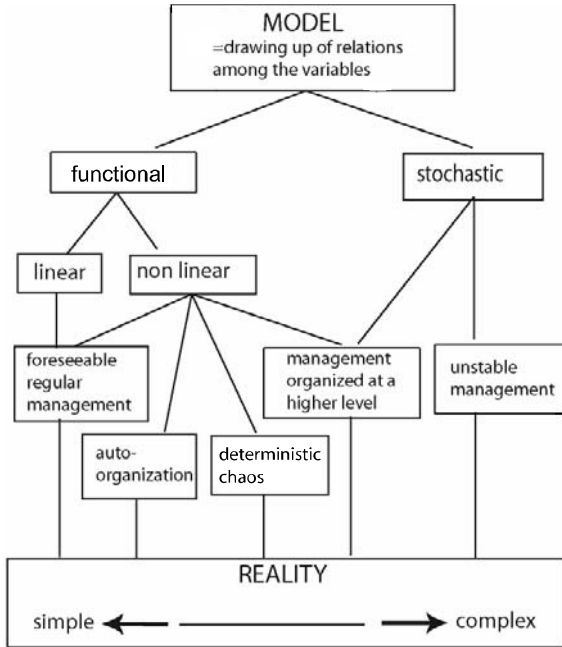 MODEL
=drawing up of relations
among the variables
functional
stochastic
linear
non linear
foreseeable
regular
management
management
organized at a
higher level
unstable
management
auto-
organization
deterministic
chaos
REALITY
simple
complex